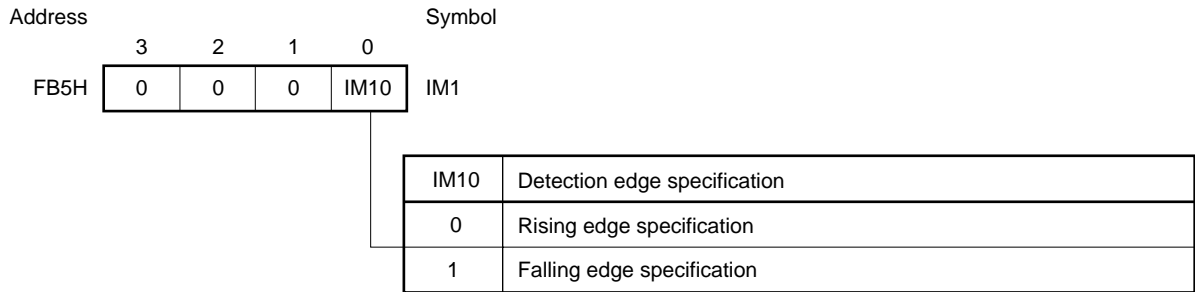 Address Symbol
3 2 1 0
FB5H 0 0 0 IM10 IM1
IM10 Detection edge specification
0 Rising edge specification
1 Falling edge specification